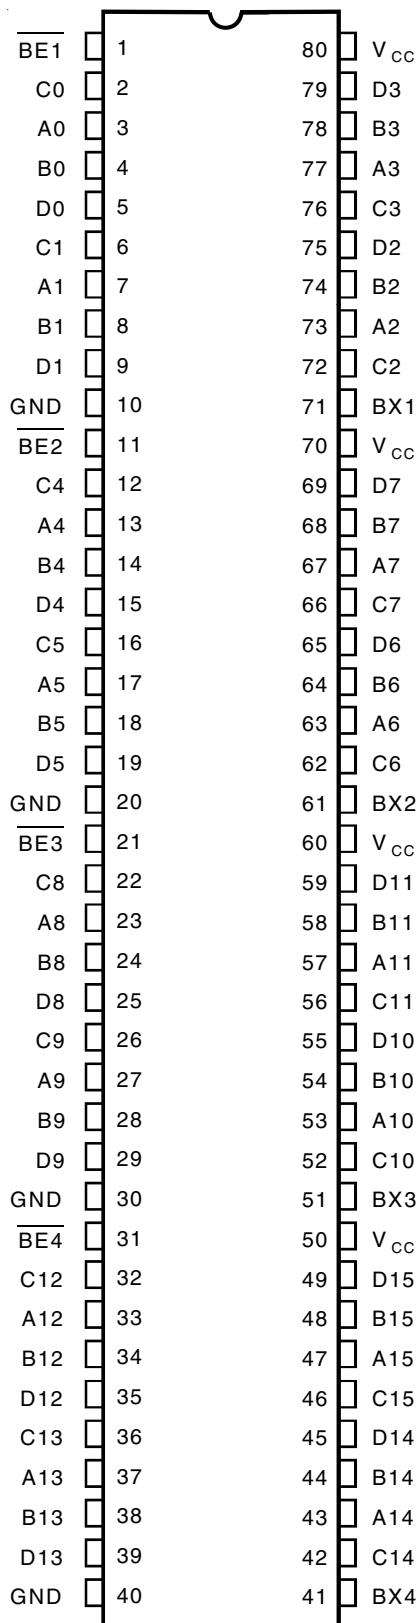 BE1 1 80 VCC
C0 2 79 D3
A0 3 78 B3
B0 4 77 A3
D0 5 76 C3
C1 6 75 D2
A1 7 74 B2
B1 8 73 A2
D1 9 72 C2
GND 10 71 BX1
BE2 11 70 VCC
C4 12 69 D7
A4 13 68 B7
B4 14 67 A7
D4 15 66 C7
C5 16 65 D6
A5 17 64 B6
B5 18 63 A6
D5 19 62 C6
GND 20 61 BX2
BE3 21 60 VCC
C8 22 59 D11
A8 23 58 B11
B8 24 57 A11
D8 25 56 C11
C9 26 55 D10
A9 27 54 B10
B9 28 53 A10
D9 29 52 C10
GND 30 51 BX3
BE4 31 50 VCC
C12 32 49 D15
A12 33 48 B15
B12 34 47 A15
D12 35 46 C15
C13 36 45 D14
A13 37 44 B14
B13 38 43 A14
D13 39 42 C14
GND 40 41 BX4